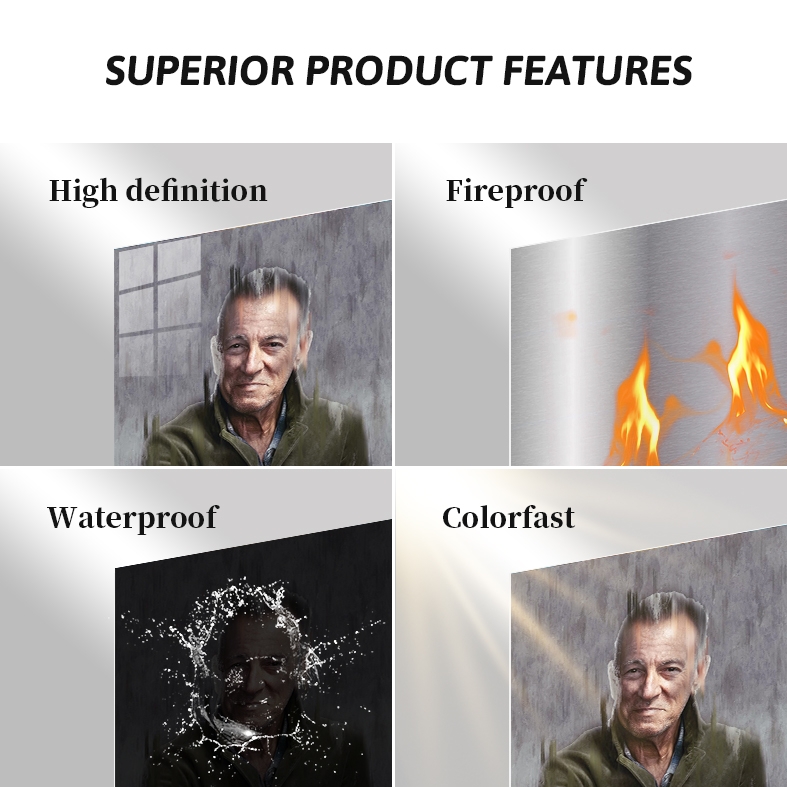 SUPERIOR PRODUCT FEATURES
High definition
Fireproof
Waterproof
Colorfast